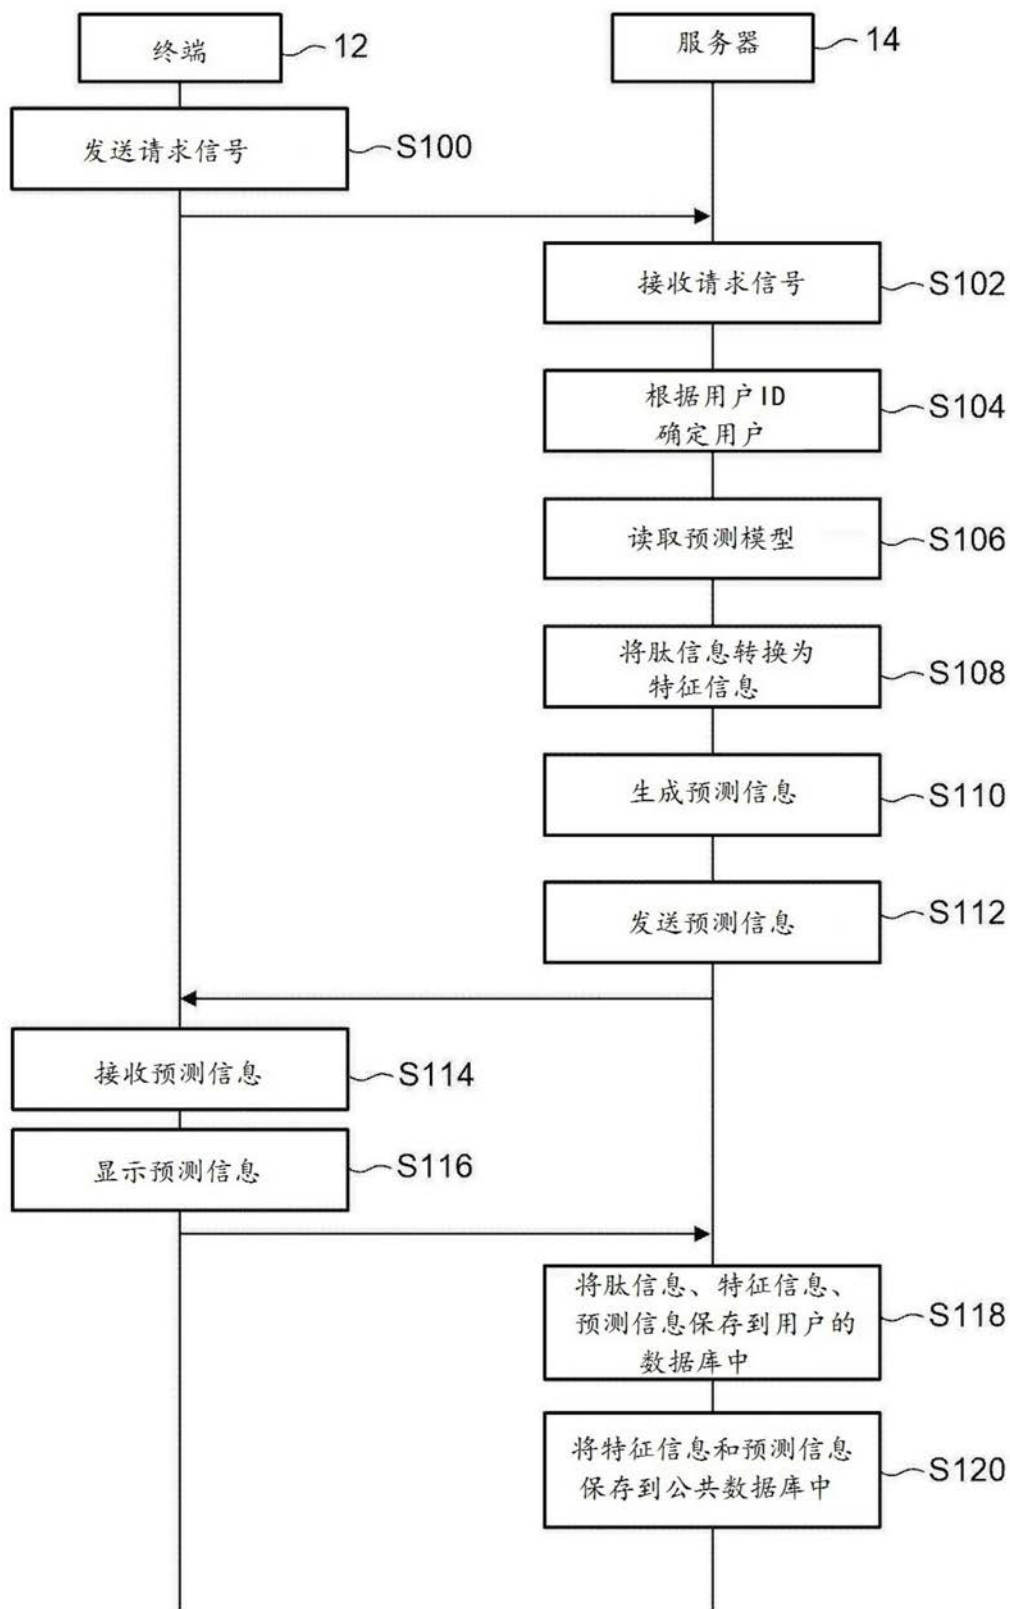 终端
12
服务器
14
发送请求信号
S100
接收请求信号
S102
根据用户ID
确定用户
S104
读取预测模型
S106
将肽信息转换为
特征信息
S108
生成预测信息
S110
发送预测信息
S112
接收预测信息
S114
显示预测信息
S116
将肽信息、特征信息、
预测信息保存到用户的
数据库中
S118
将特征信息和预测信息
保存到公共数据库中
S120